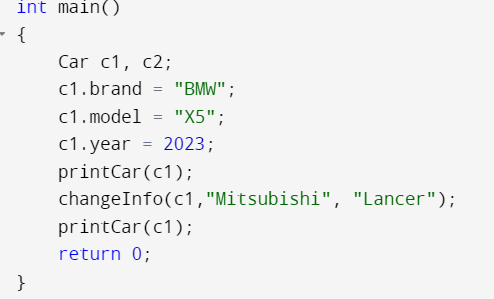 int main()
{
Car c1, c2;
c1.brand = "BMW";
c1.model = "X5";
c1.year = 2023;
printCar(c1);
changeInfo(c1,"Mitsubishi", "Lancer");
printCar(c1);
return 0;
}